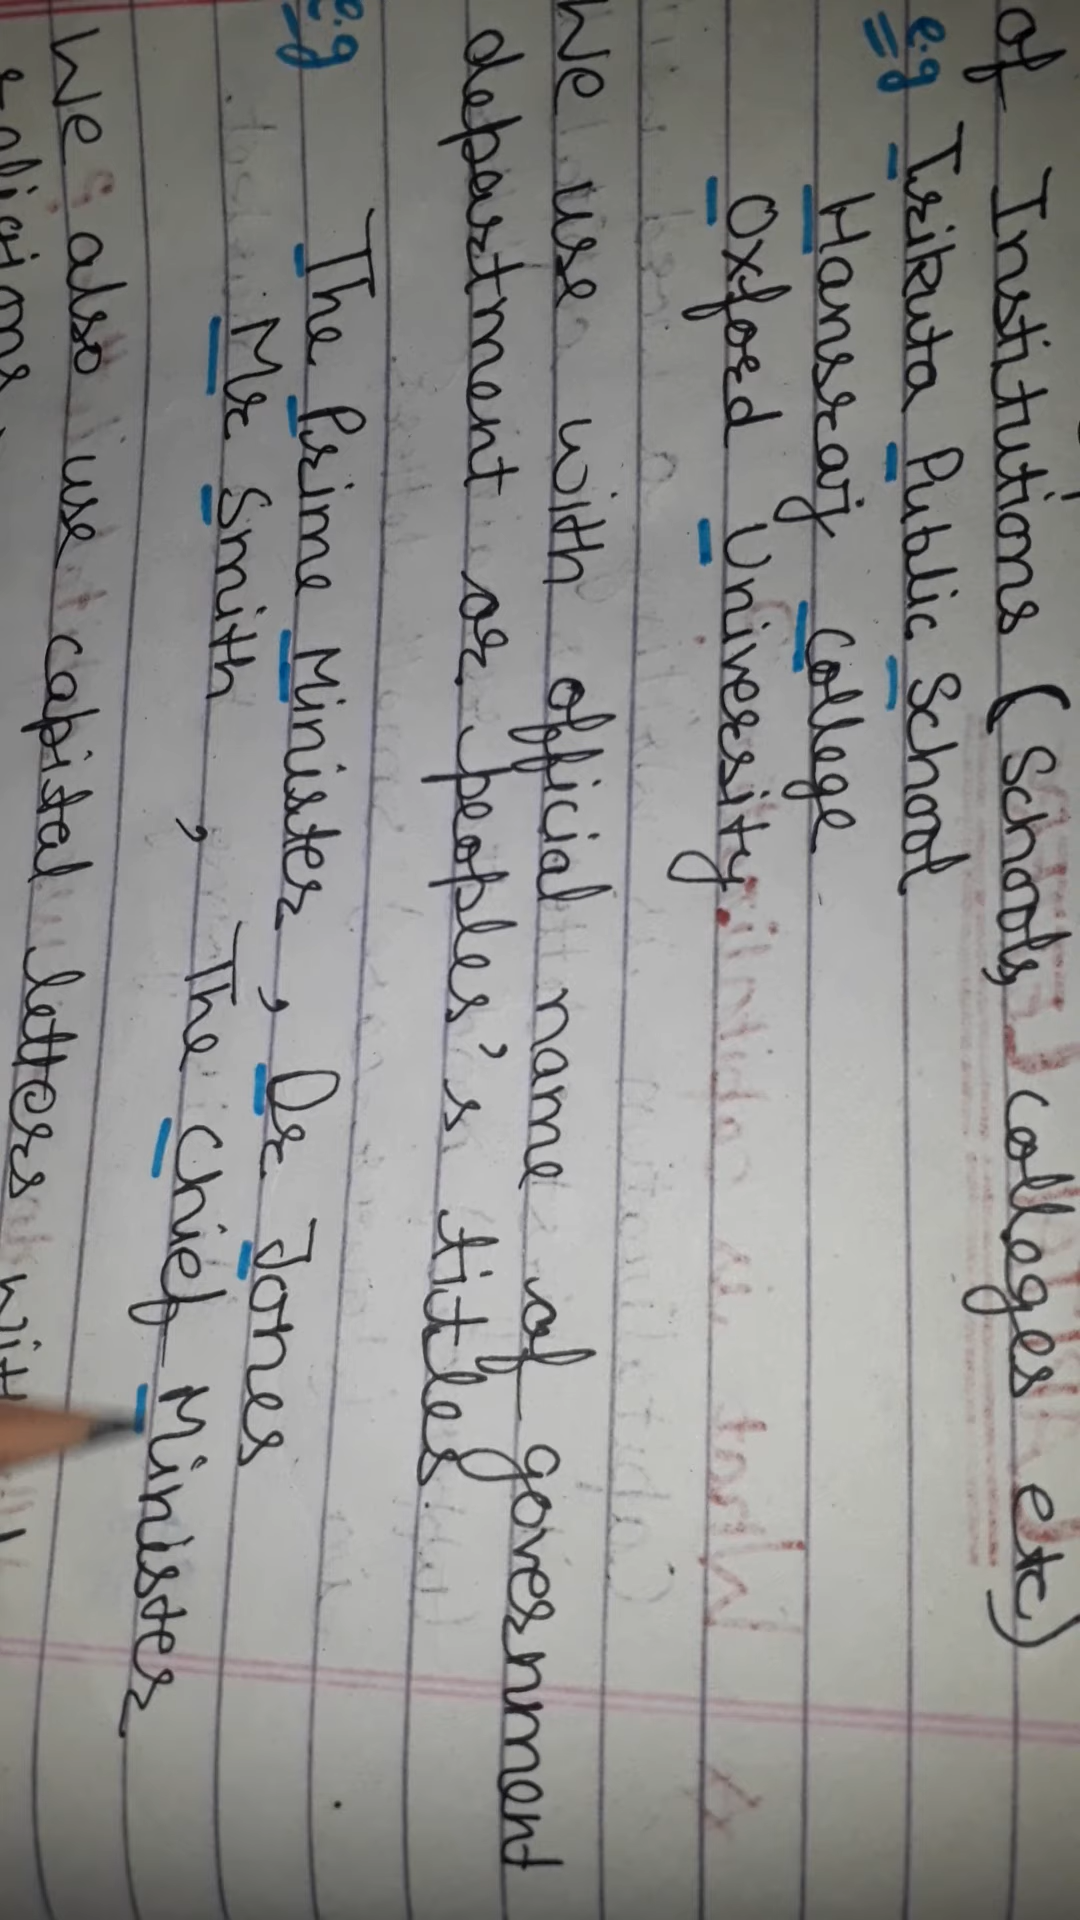 of Institutions (Schools, colleges etc)
e.g Trikuta Public School
Hansraj College
Oxford University
We use with official name of government
department or peoples's titles.
e.g The Prime Minister, Dr Jones
Mr Smith , The Chief Minister
We also use capital letters with
religions,